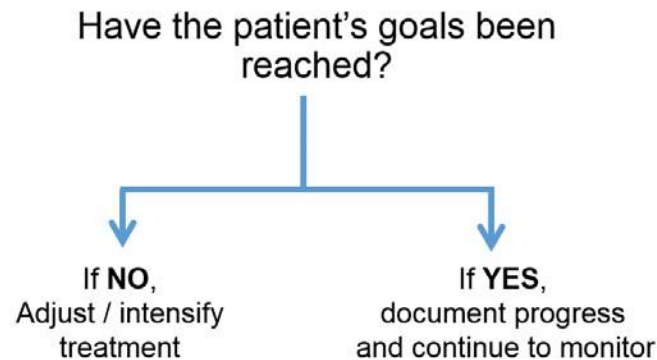 Have the patient’s goals been
reached?
If NO,
Adjust / intensify
treatment
If YES,
document progress
and continue to monitor